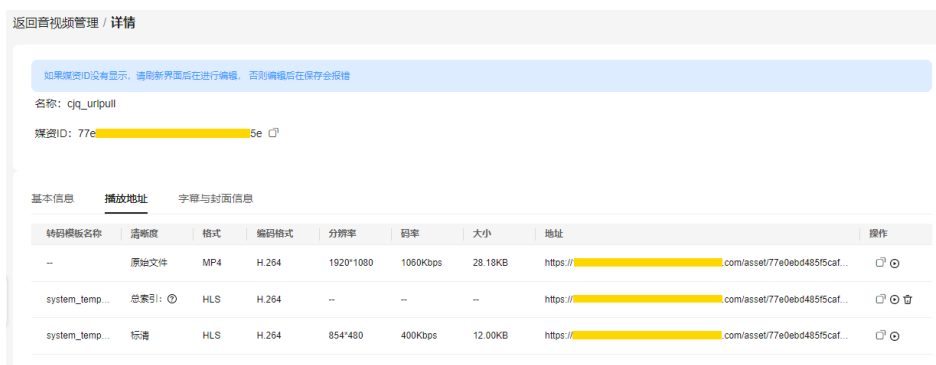 返回音视频管理 / 详情
如果媒资ID没有显示，请刷新界面后在进行编辑， 否则编辑后在保存会报错
名称：cjq_urlpull
媒资ID：77e 5e
基本信息 播放地址 字幕与封面信息
转码模板名称 清晰度 格式 编码格式 分辨率 码率 大小 地址 操作
-- 原始文件 MP4 H.264 1920*1080 1060Kbps 28.18KB https:// .com/asset/77e0ebd485f5caf...
system_temp... 总索引: HLS H.264 -- -- -- https:// .com/asset/77e0ebd485f5caf...
system_temp... 标清 HLS H.264 854*480 400Kbps 12.00KB https:// .com/asset/77e0ebd485f5caf...